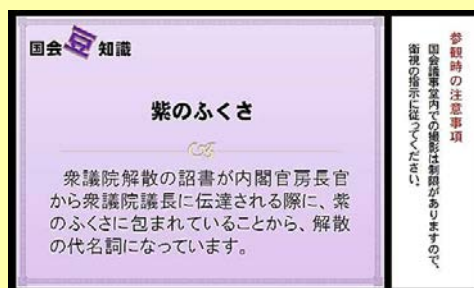 国会豆知識
紫のふくさ
衆議院解散の詔書が内閣官房長官
から衆議院議長に伝達される際に、紫
のふくさに包まれていることから、解散
の代名詞になっています。
参観時の注意事項
国会議事堂内での撮影は制限がありますので、
衛視の指示に従ってください。